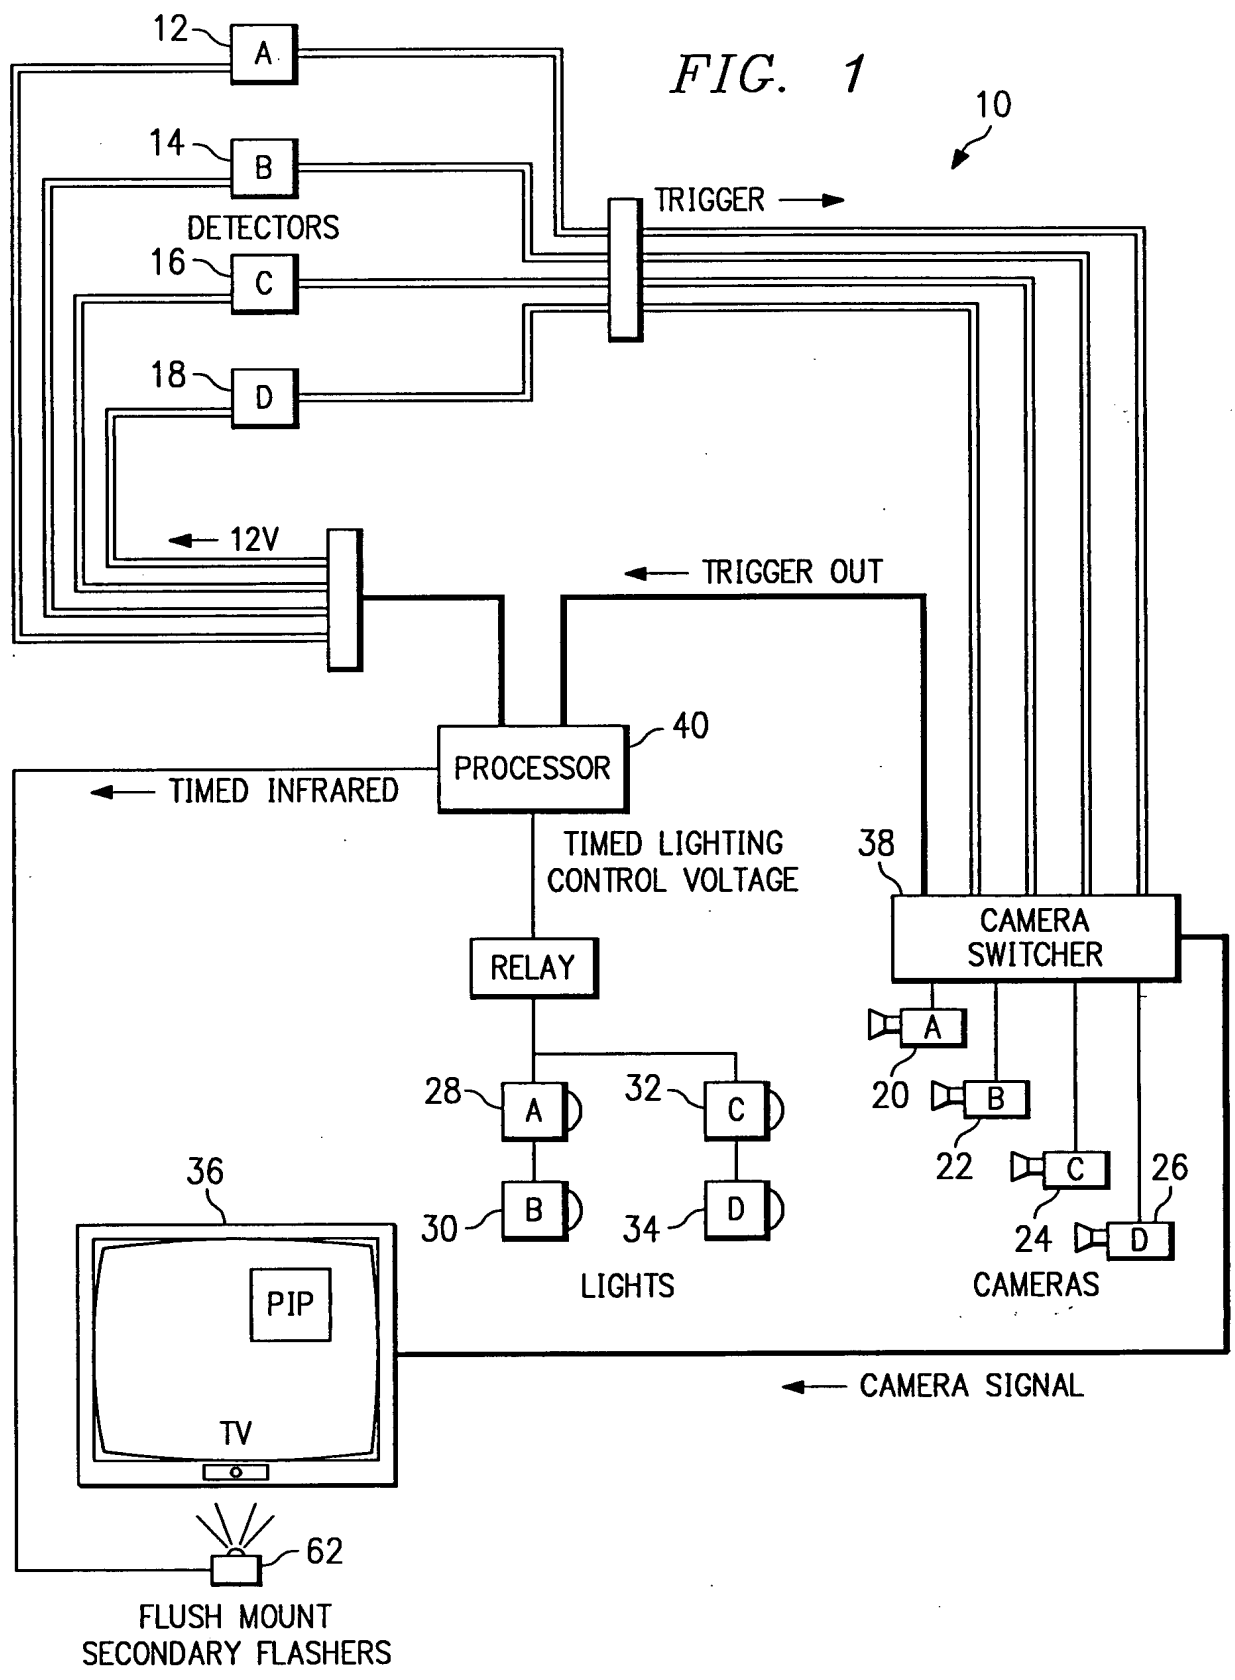 FIG. 1
10
12
A
14
B
DETECTORS
16
C
18
D
TRIGGER
12V
TRIGGER OUT
40
PROCESSOR
TIMED INFRARED
TIMED LIGHTING
CONTROL VOLTAGE
38
CAMERA
SWITCHER
RELAY
A
20
B
22
C
24
26
D
CAMERAS
28
A
32
C
30
B
34
D
LIGHTS
36
PIP
TV
CAMERA SIGNAL
62
FLUSH MOUNT
SECONDARY FLASHERS